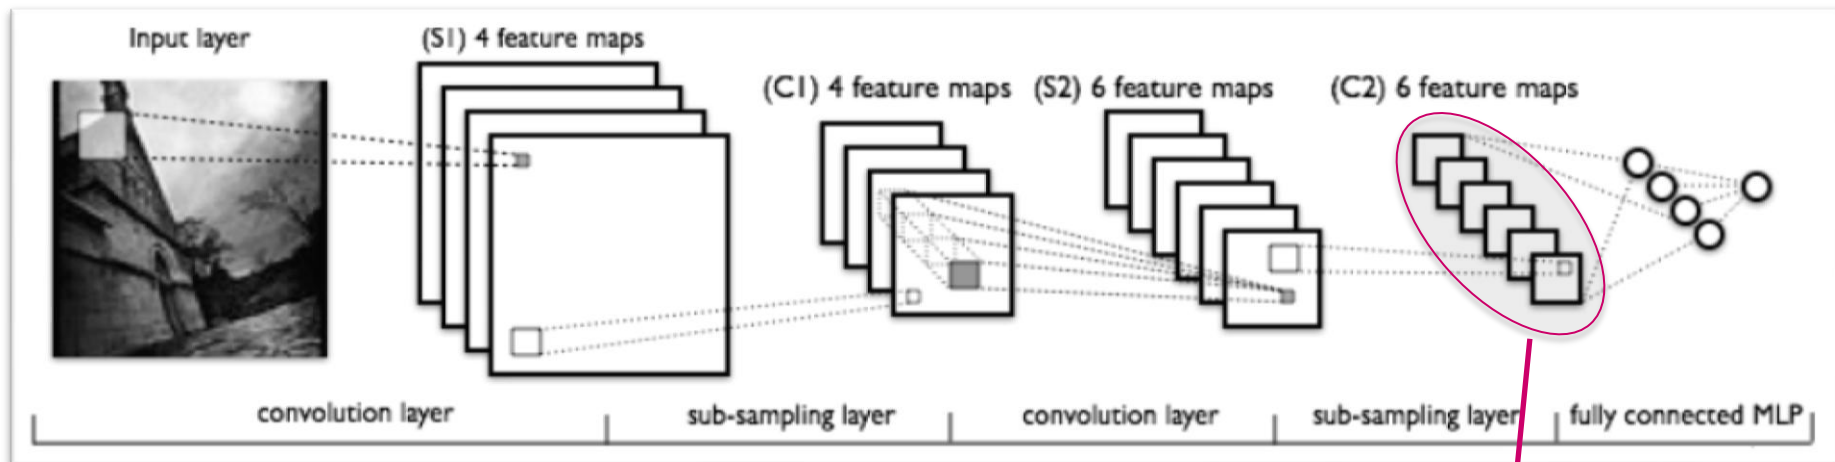 Input layer
(S1) 4 feature maps
(C1) 4 feature maps
(S2) 6 feature maps
(C2) 6 feature maps
convolution layer
sub-sampling layer
convolution layer
sub-sampling layer
fully connected MLP